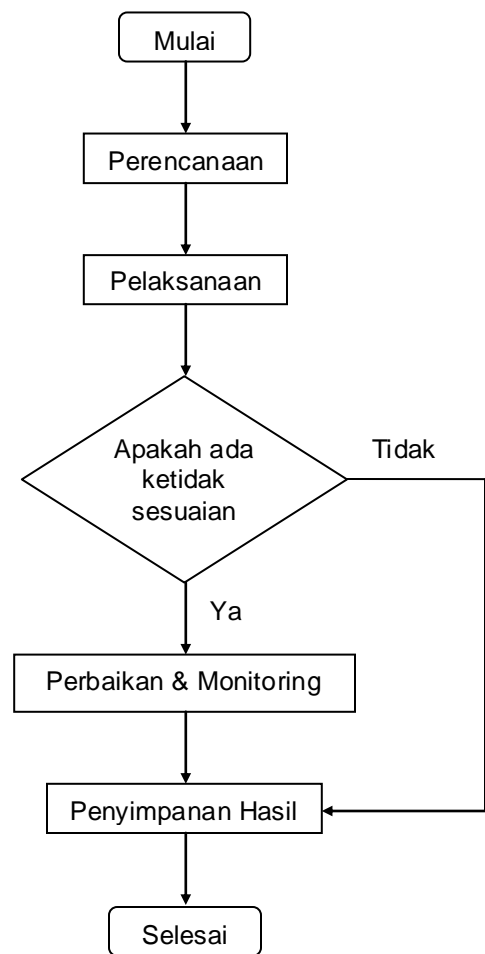 Mulai
Perencanaan
Pelaksanaan
Apakah ada
ketidak
sesuaian
Tidak
Ya
Perbaikan & Monitoring
Penyimpanan Hasil
Selesai